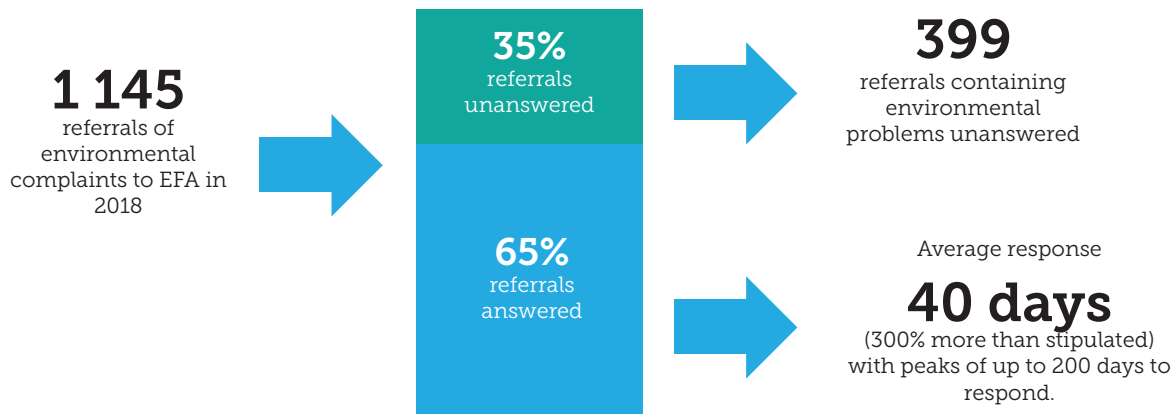 1 145
referrals of
environmental
complaints to EFA in
2018
35%
referrals
unanswered
65%
referrals
answered
399
referrals containing
environmental
problems unanswered
Average response
40 days
(300% more than stipulated)
with peaks of up to 200 days to
respond.